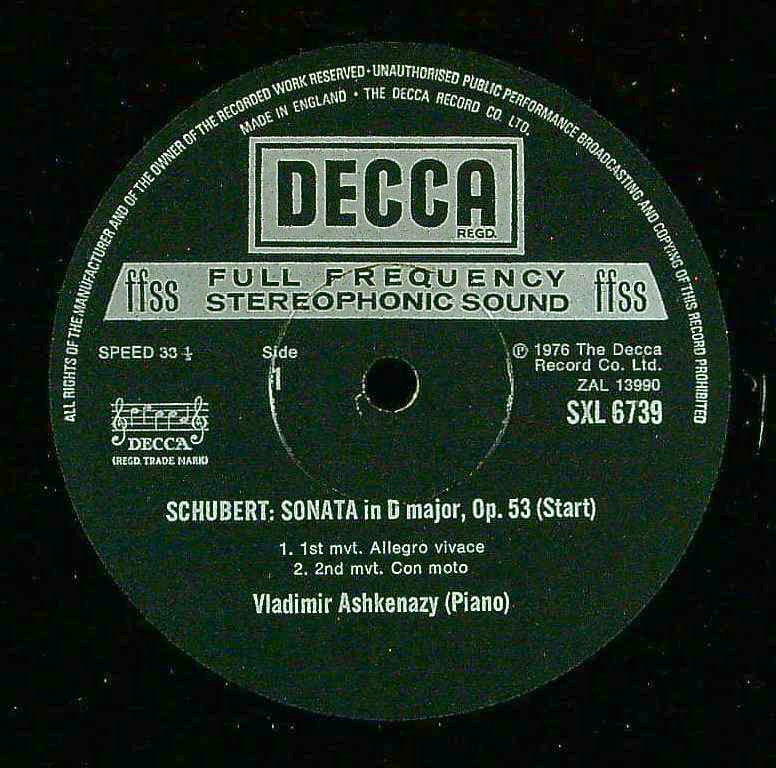 ALL RIGHTS OF THE MANUFACTURER AND OF THE OWNER OF THE RECORDED WORK RESERVED · UNAUTHORISED PUBLIC PERFORMANCE BROADCASTING AND COPYING OF THIS RECORD PROHIBITED
MADE IN ENGLAND · THE DECCA RECORD CO. LTD.
DECCA
REGD.
ffss FULL FREQUENCY STEREOPHONIC SOUND ffss
SPEED 33 ⅓
Side
1
Ⓟ 1976 The Decca
Record Co. Ltd.
ZAL 13990
SXL 6739
DECCA
(REGD. TRADE MARK)
SCHUBERT: SONATA in D major, Op. 53 (Start)
1. 1st mvt. Allegro vivace
2. 2nd mvt. Con moto
Vladimir Ashkenazy (Piano)